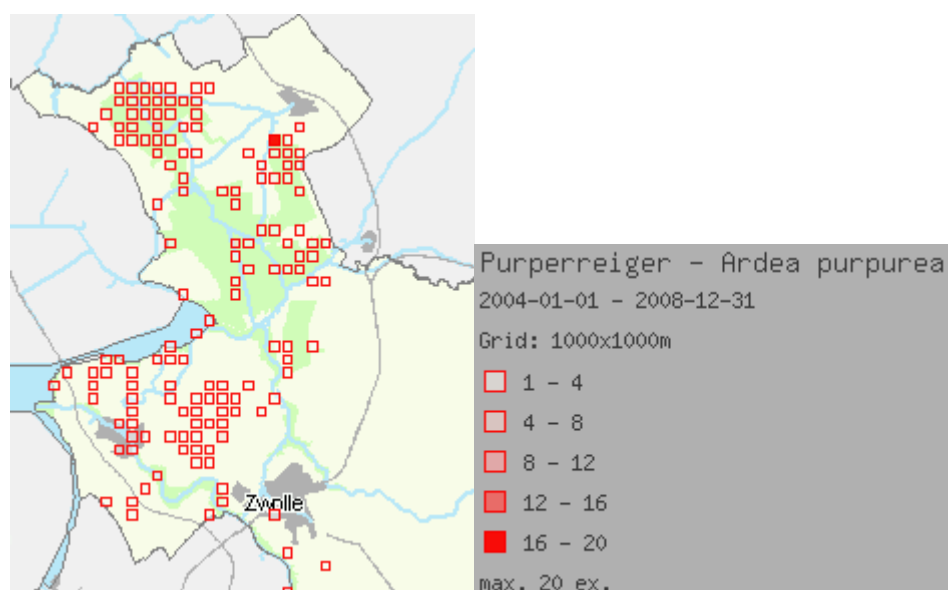 Zwolle
Purperreiger - Ardea purpurea
2004-01-01 - 2008-12-31
Grid: 1000x1000m
1 - 4
4 - 8
8 - 12
12 - 16
16 - 20
max. 20 ex.